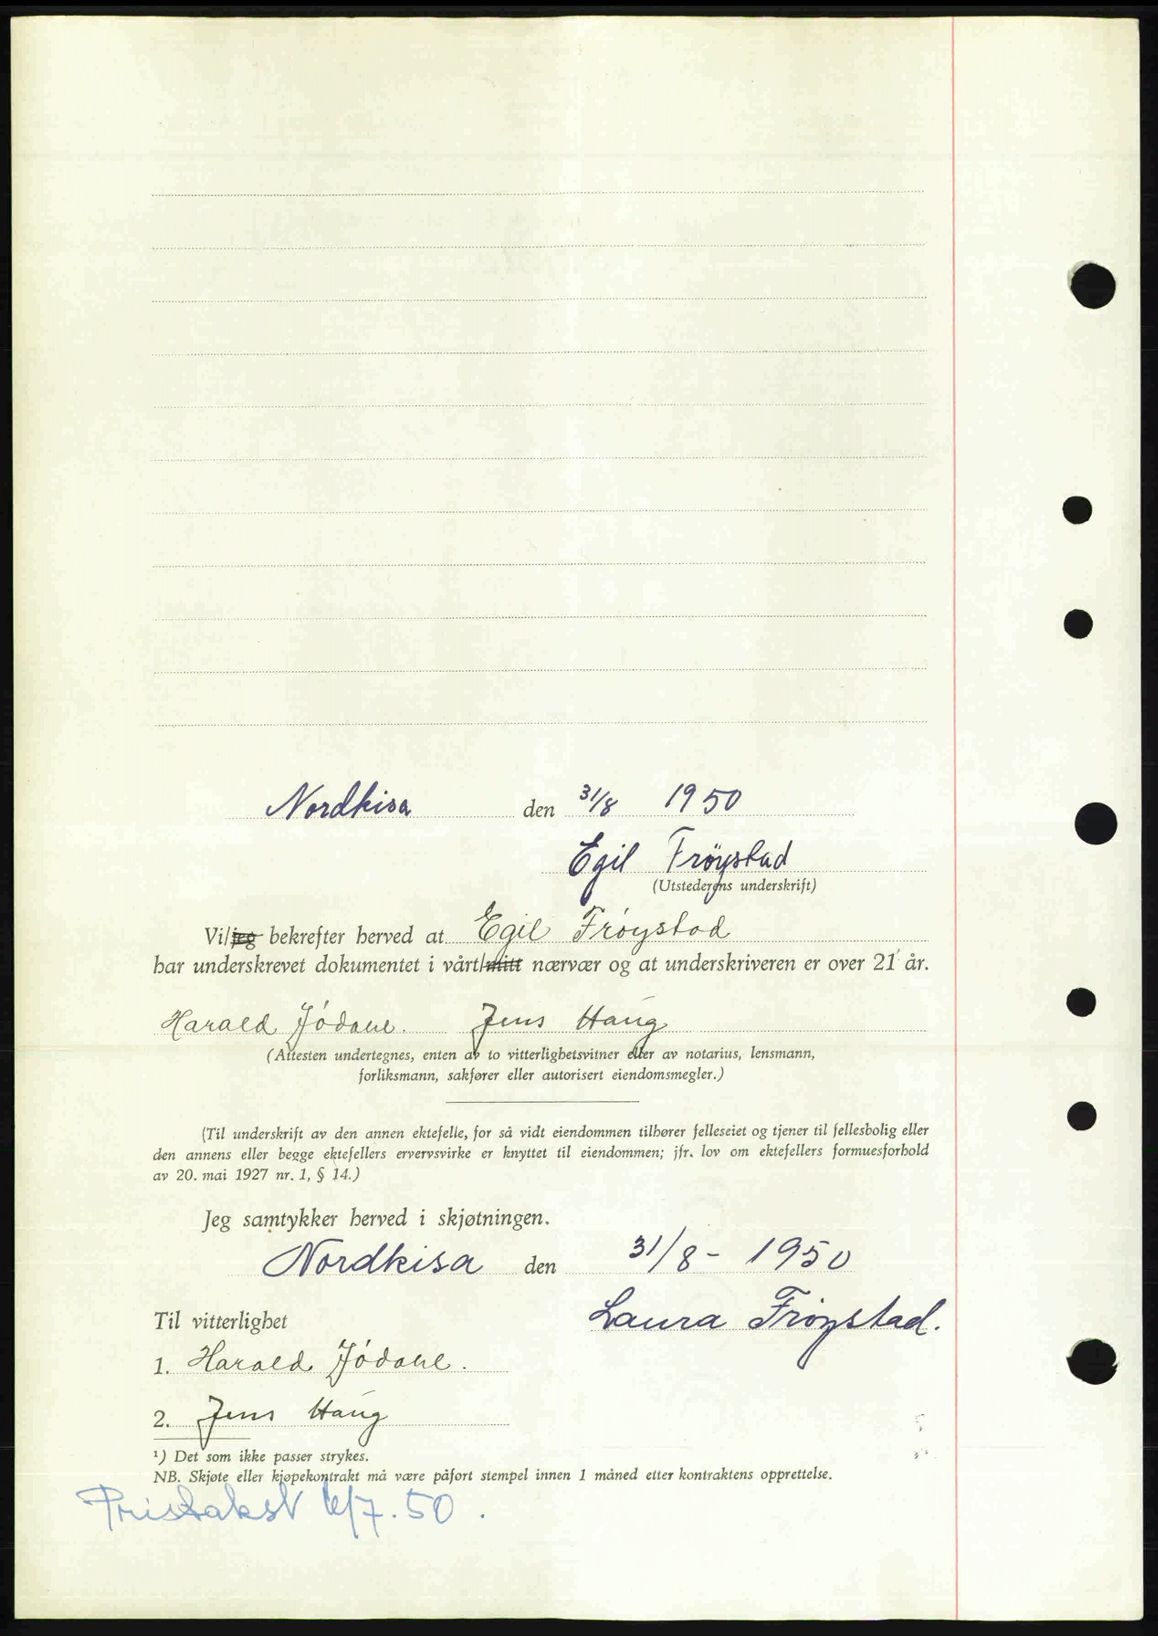 Nordkisa den 31/8 1950
Egil Frøystad
(Utstederens underskrift)
Vi/jeg bekrefter herved at Egil Frøystad
har underskrevet dokumentet i vårt/mitt nærvær og at underskriveren er over 21 år.
Harald Jødahl. Jens Haug
(Attesten undertegnes, enten av to vitterlighetsvitner eller av notarius, lensmann,
forliksmann, sakfører eller autorisert eiendomsmegler.)
(Til underskrift av den annen ektefelle, for så vidt eiendommen tilhører felleseiet og tjener til fellesbolig eller
den annens eller begge ektefellers ervervsvirke er knyttet til eiendommen; jfr. lov om ektefellers formuesforhold
av 20. mai 1927 nr. 1, § 14.)
Jeg samtykker herved i skjøtningen.
Nordkisa den 31/8 - 1950
Laura Frøystad.
Til vitterlighet
1. Harald Jødahl.
2. Jens Haug
¹) Det som ikke passer strykes.
NB. Skjøte eller kjøpekontrakt må være påført stempel innen 1 måned etter kontraktens opprettelse.
Pristakst /7.50.